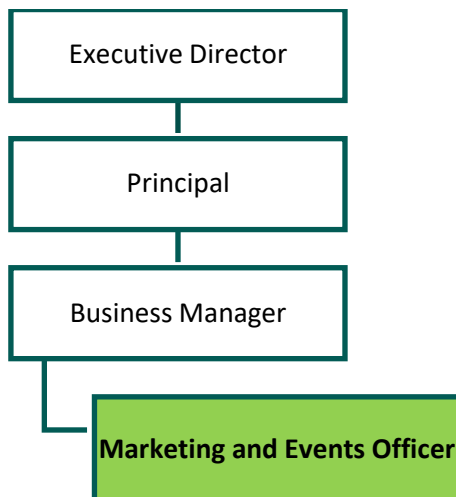 Executive Director
Principal
Business Manager
Marketing and Events Officer